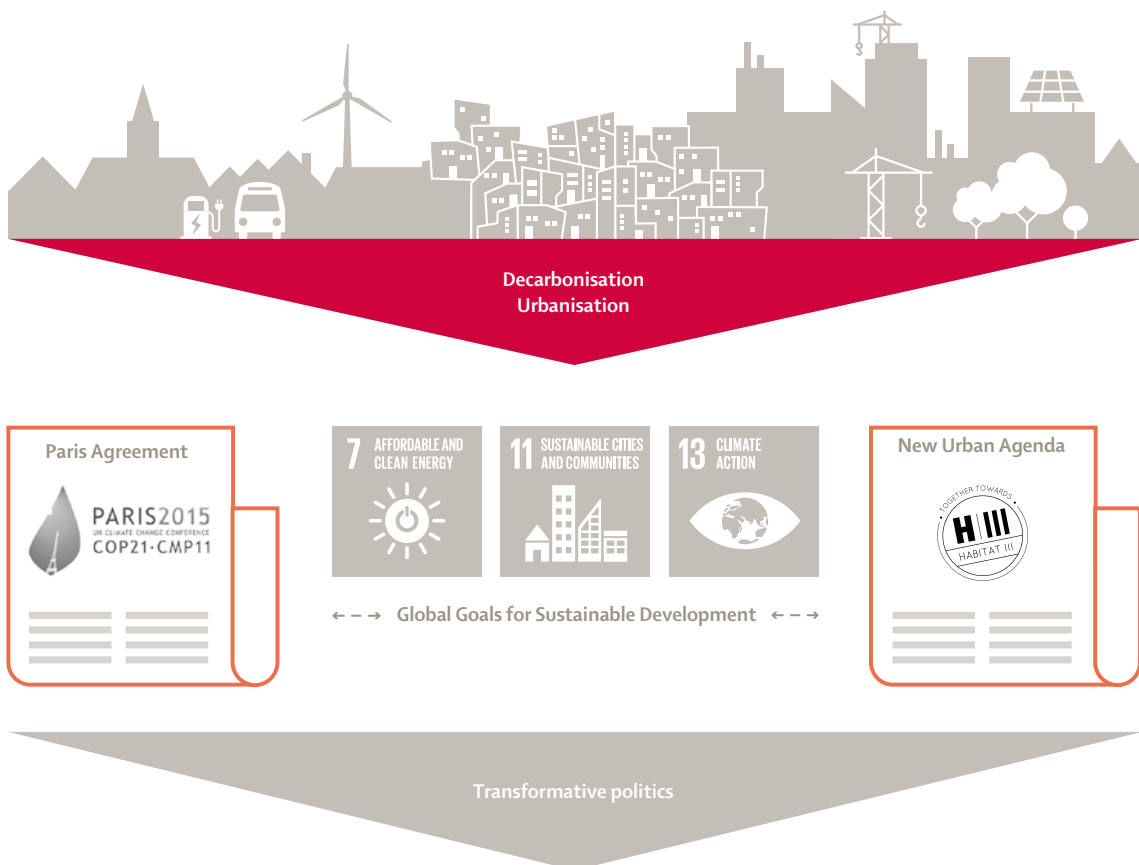 Decarbonisation
Urbanisation
Paris Agreement
PARIS2015
UN CLIMATE CHANGE CONFERENCE
COP21·CMP11
7 AFFORDABLE AND
CLEAN ENERGY
11 SUSTAINABLE CITIES
AND COMMUNITIES
13 CLIMATE
ACTION
Global Goals for Sustainable Development
New Urban Agenda
• TOGETHER TOWARDS •
H III
HABITAT III
Transformative politics